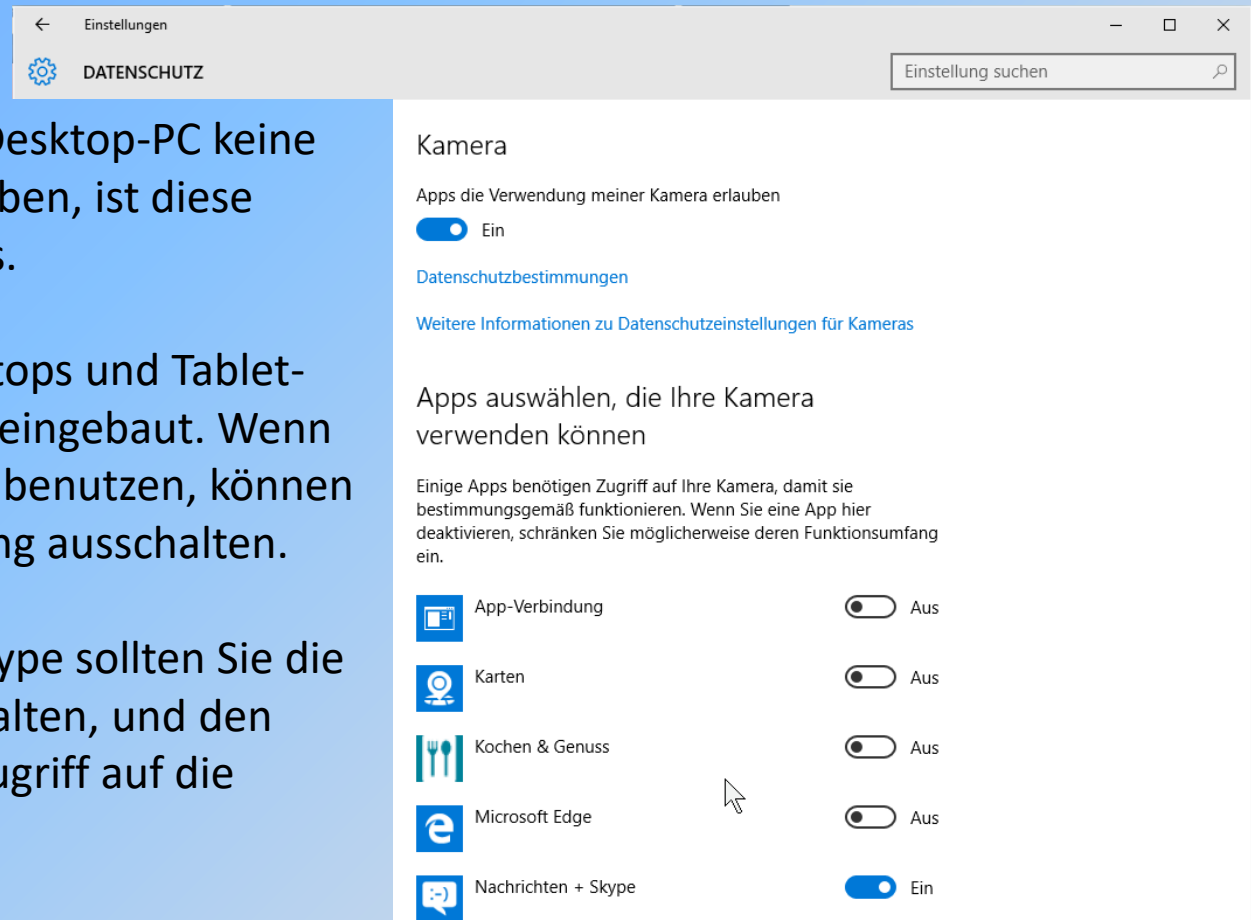 Einstellungen
DATENSCHUTZ
Einstellung suchen
Desktop-PC keine
ben, ist diese
s.
tops und Tablet-
eingebaut. Wenn
benutzen, können
ng ausschalten.
ype sollten Sie die
alten, und den
ugriff auf die
Kamera
Apps die Verwendung meiner Kamera erlauben
Ein
Datenschutzbestimmungen
Weitere Informationen zu Datenschutzeinstellungen für Kameras
Apps auswählen, die Ihre Kamera
verwenden können
Einige Apps benötigen Zugriff auf Ihre Kamera, damit sie
bestimmungsgemäß funktionieren. Wenn Sie eine App hier
deaktivieren, schränken Sie möglicherweise deren Funktionsumfang
ein.
App-Verbindung Aus
Karten Aus
Kochen & Genuss Aus
Microsoft Edge Aus
Nachrichten + Skype Ein